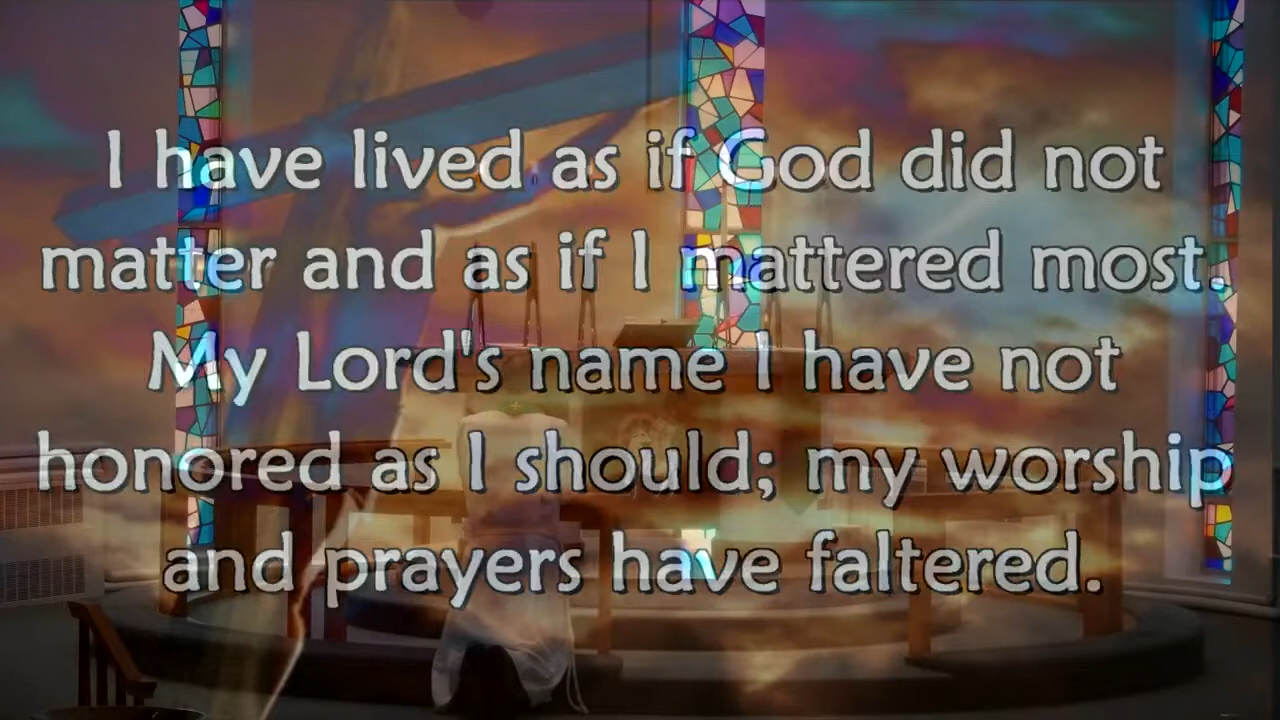 I have lived as if God did not
matter and as if I mattered most.
My Lord's name I have not
honored as I should; my worship
and prayers have faltered.